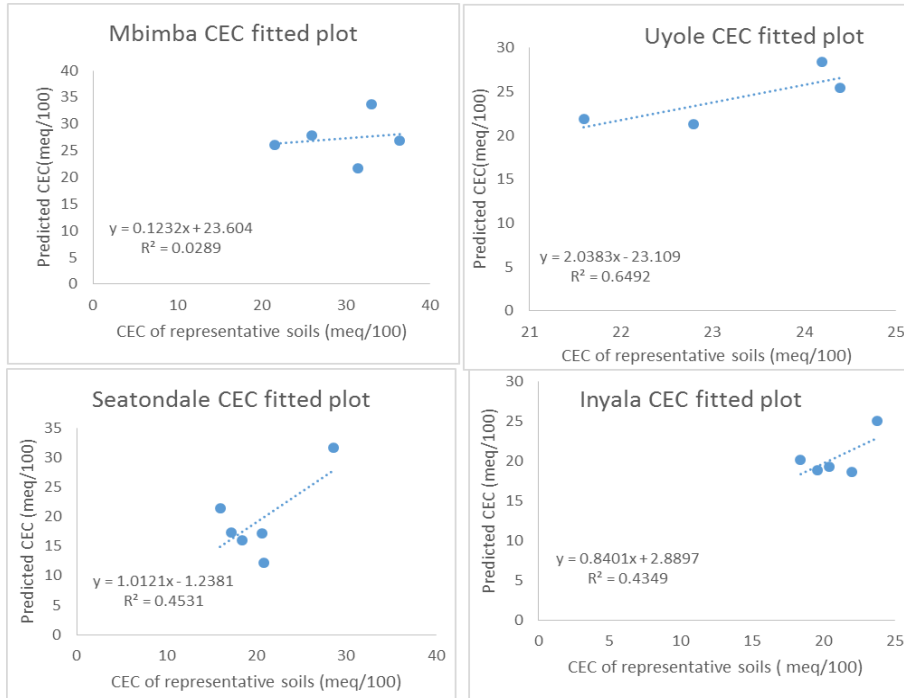 Mbimba CEC fitted plot
Predicted CEC(meq/100)
40
35
30
25
20
15
10
5
0
y = 0.1232x + 23.604
R² = 0.0289
0 10 20 30 40
CEC of representative soils (meq/100)
Uyole CEC fitted plot
Predicted CEC(meq/100)
30
25
20
15
10
5
0
y = 2.0383x - 23.109
R² = 0.6492
21 22 23 24 25
CEC of representative soils (meq/100)
Seatondale CEC fitted plot
Predicted CEC (meq/100)
35
30
25
20
15
10
5
0
y = 1.0121x - 1.2381
R² = 0.4531
0 10 20 30 40
CEC of representative soils (meq/100)
Inyala CEC fitted plot
Predicted CEC (meq/100)
30
25
20
15
10
5
0
y = 0.8401x + 2.8897
R² = 0.4349
0 5 10 15 20 25
CEC of representative soils ( meq/100)